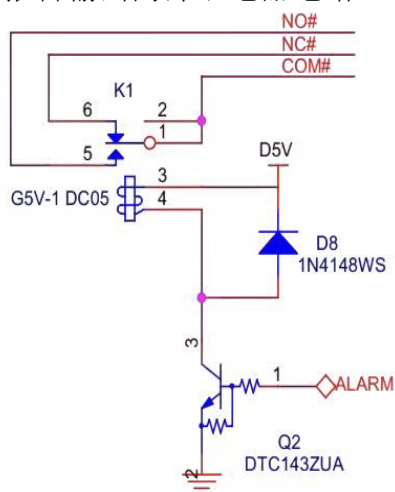 NO#
NC#
COM#
K1
6
2
1
5
D5V
3
G5V-1 DC05
4
D8
1N4148WS
3
1
ALARM
Q2
DTC143ZUA
2